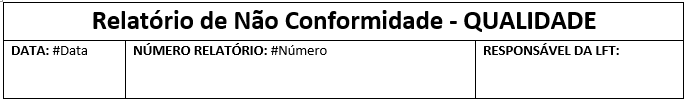 Relatório de Não Conformidade - QUALIDADE
DATA: #Data
NÚMERO RELATÓRIO: #Número
RESPONSÁVEL DA LFT: